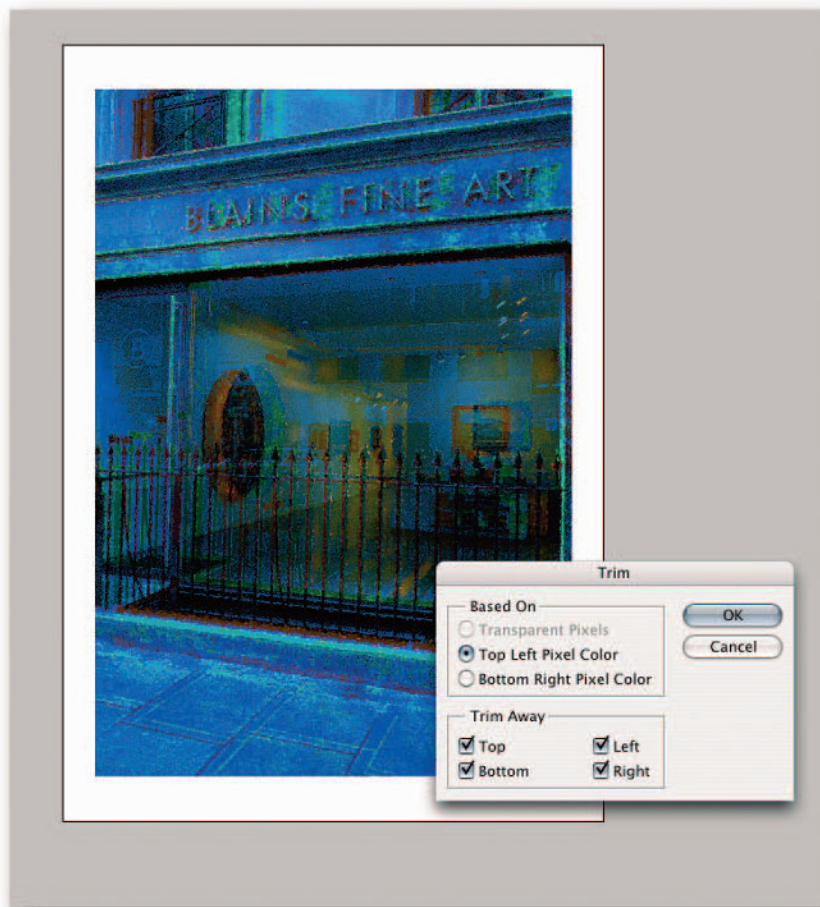 BLAINS FINE ART
Trim
Based On
Transparent Pixels
Top Left Pixel Color
Bottom Right Pixel Color
OK
Cancel
Trim Away
Top
Left
Bottom
Right